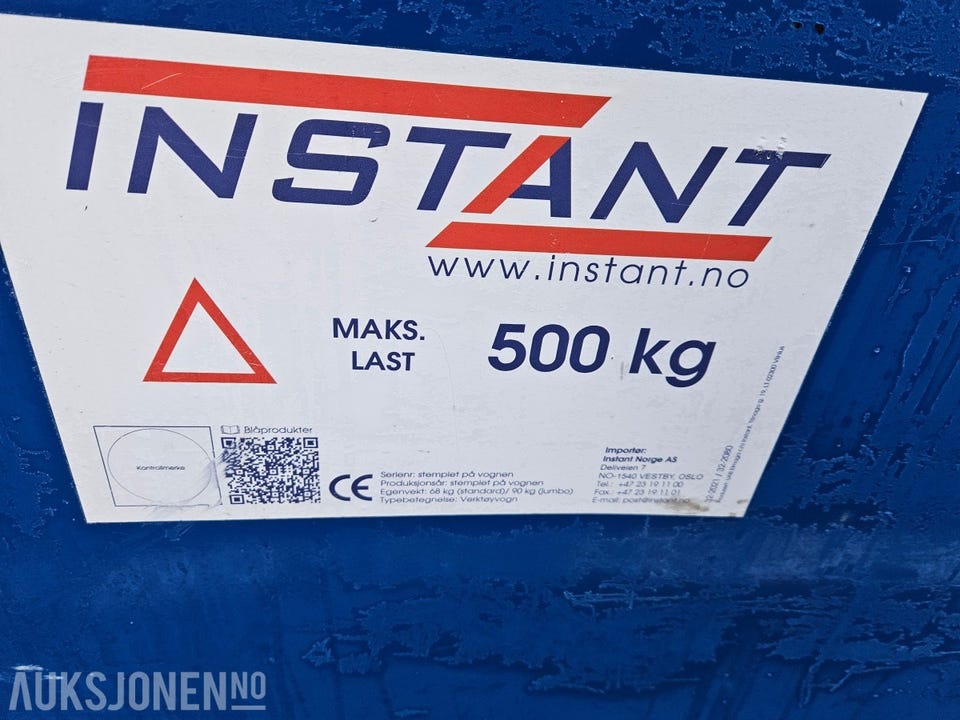 INSTANT
www.instant.no
MAKS.
LAST
500 kg
Kontrollmerke
Blåprodukter
CE
Serienr: stemplet på vognen
Produksjonsår: stemplet på vognen
Egenvekt: 68 kg (standard)/ 90 kg (jumbo)
Typebetegnelse: Verktøyvogn
Importør:
Instant Norge AS
Deliveien 7
NO-1540 VESTBY, OSLO
Tel.: +47 23 19 11 00
Fax.: +47 23 19 11 01
E-mail: post@instant.no
AUKSJONEN.NO